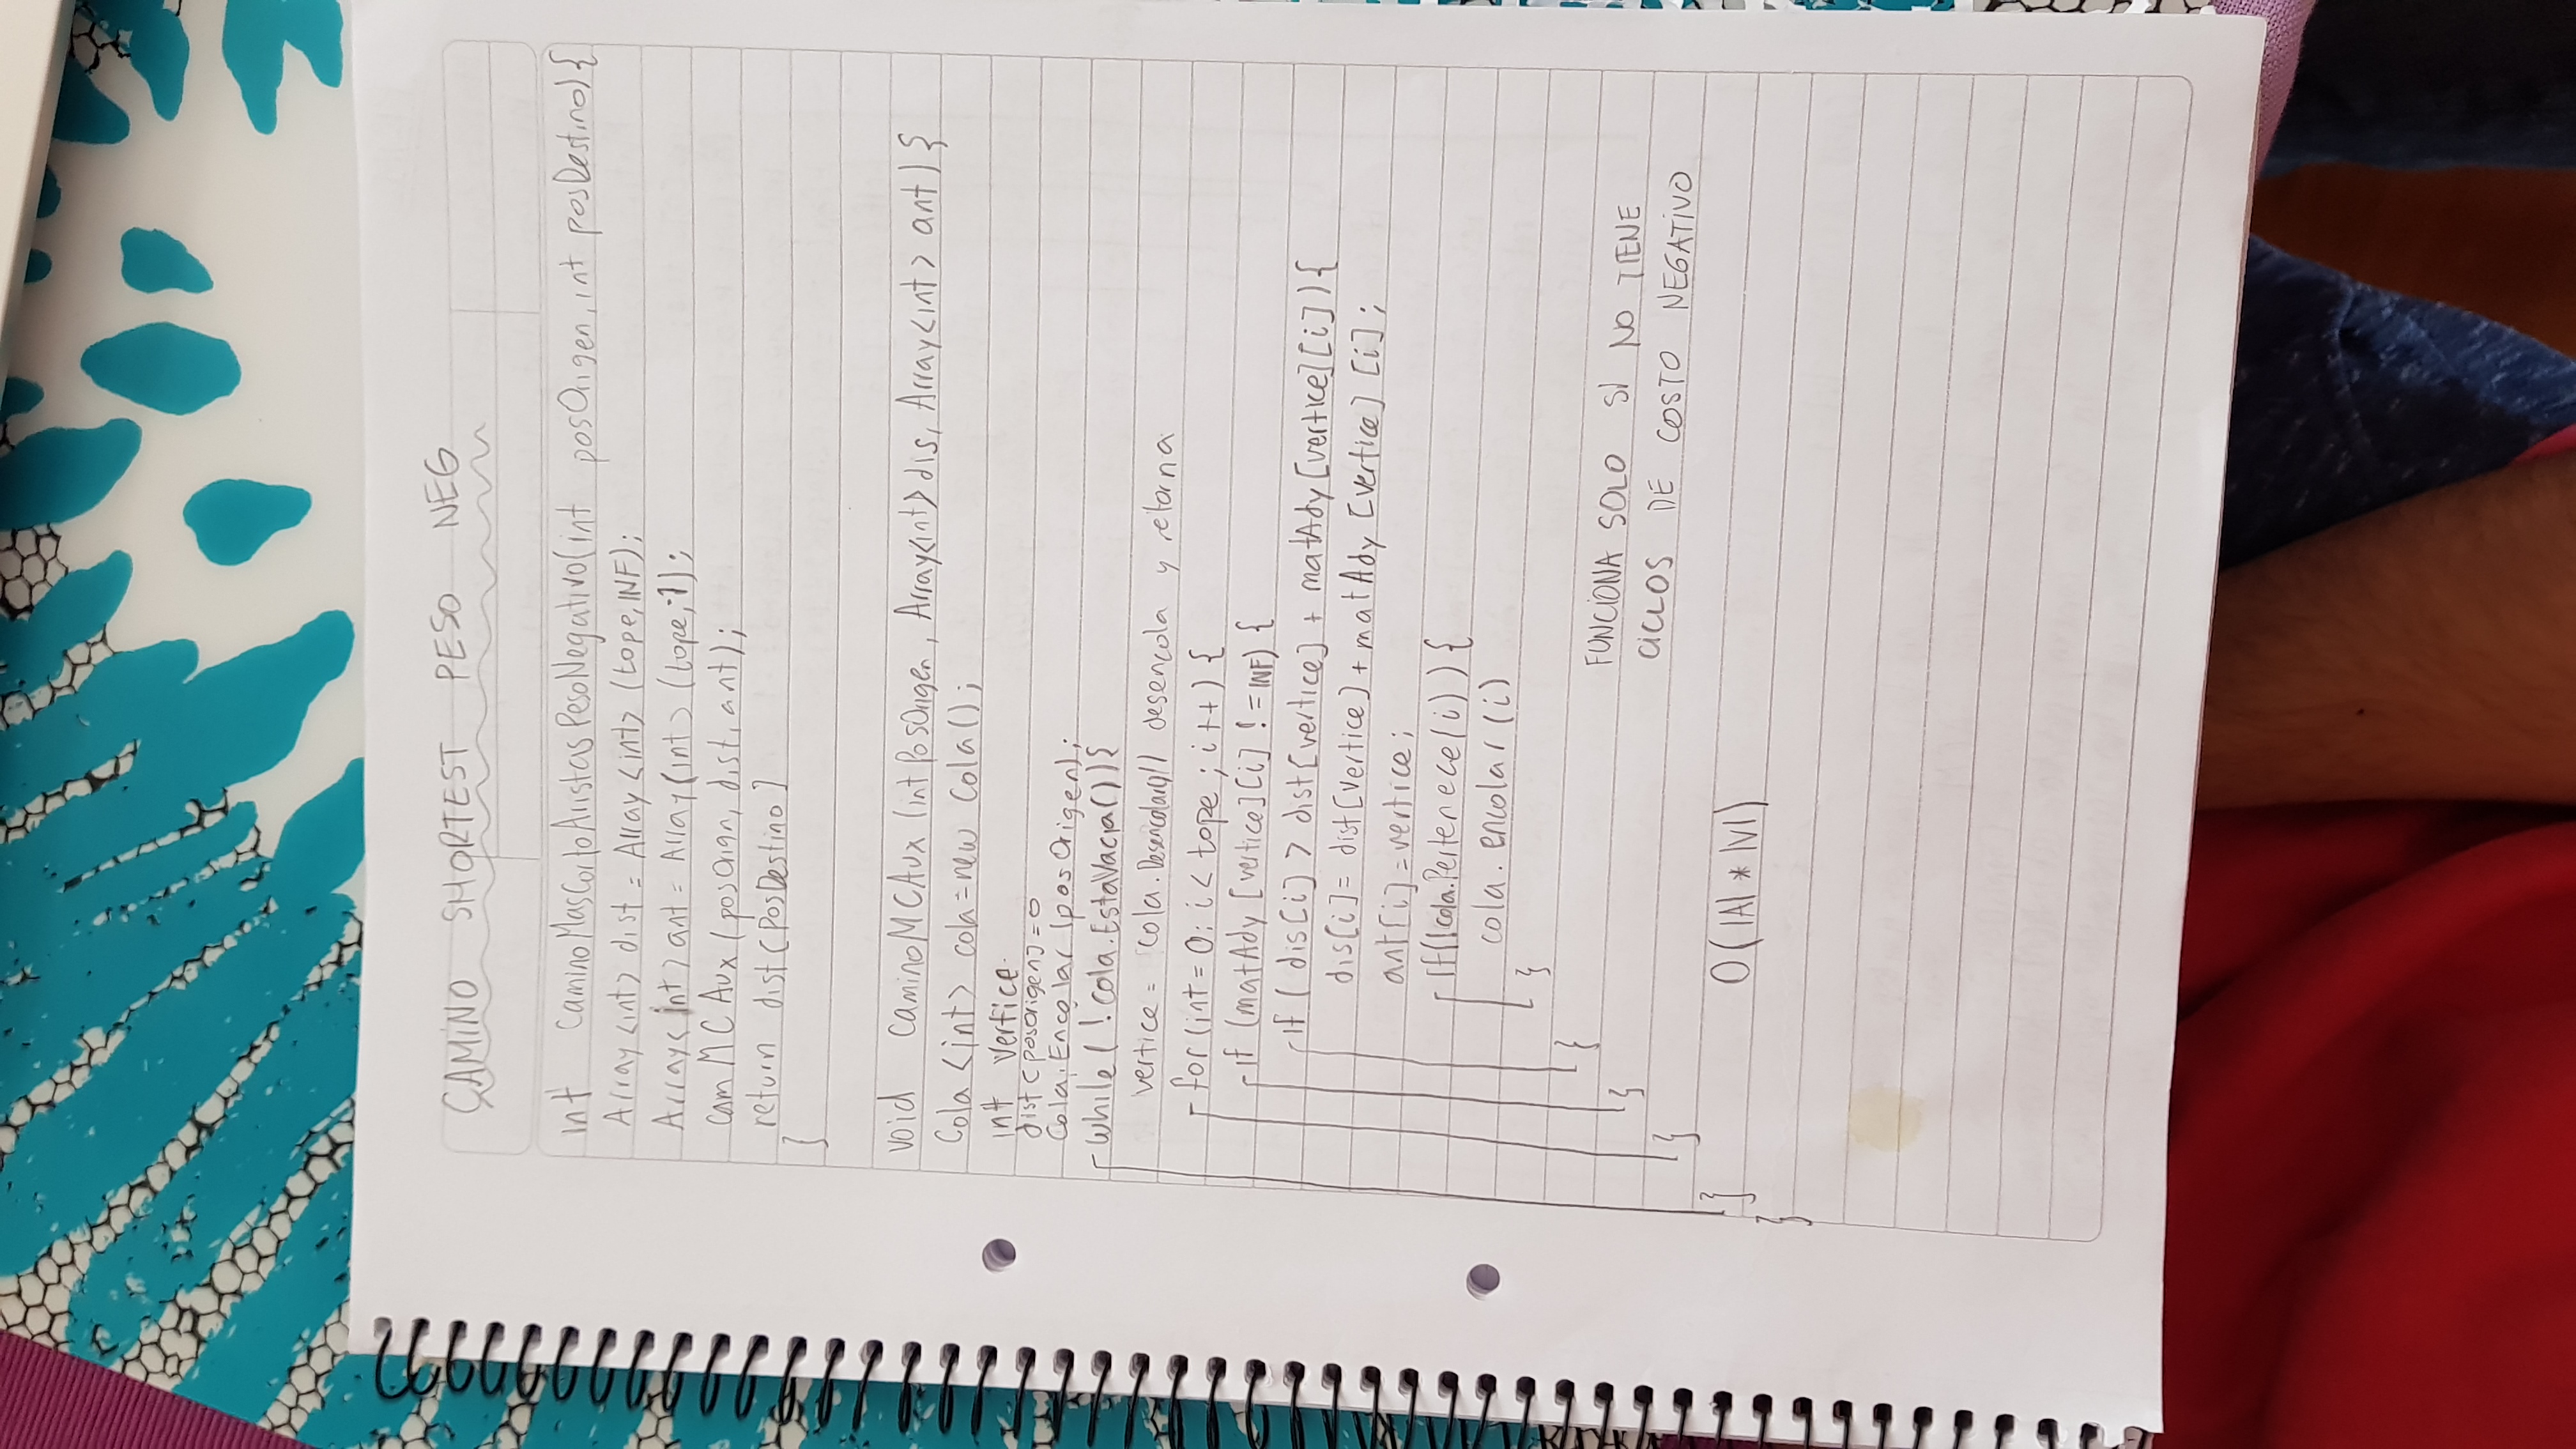 CAMINO SHORTEST PESO NEG
int CaminoMasCortoAristasPesoNegativo(int posOrigen, int posDestino){
Array<int> dist = Array<int> (tope, INF);
Array<int> ant = Array(int> (tope,-1);
cam MC Aux (posOrign, dist, ant);
return dist[PosDestino]
}
void CaminoMCAux (int PosOrigen, Array<int> dis, Array<int> ant) {
Cola <int> cola = new Cola();
int vertice.
dist[posOrigen] = 0
Cola.Encolar (posOrigen);
while ( ! cola.EstaVacia()){
vertice = cola.Desencolar()// desencola y retorna
for (int = 0; i < tope ; i++) {
if (matAdy [vertice][i] != INF) {
if ( dis[i] > dist[vertice] + matAdy [vertice][i]){
dis[i] = dist[vertice] + matAdy [vertice] [i];
ant[i] = vertice;
if(!cola.Pertenece(i)) {
cola.encolar (i)
}
}
FUNCIONA SOLO SI NO TIENE
}
CICLOS DE COSTO NEGATIVO
}
}
O(|A| * |V|)
}